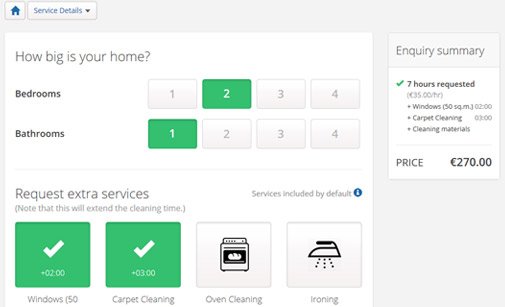 Service Details
How big is your home?
Bedrooms 1 2 3 4
Bathrooms 1 2 3 4
Request extra services
Services included by default
(Note that this will extend the cleaning time.)
+02:00
+03:00
Windows (50
Carpet Cleaning
Oven Cleaning
Ironing
Enquiry summary
7 hours requested
(€35.00/hr)
+ Windows (50 sq.m.) 02:00
+ Carpet Cleaning 03:00
+ Cleaning materials
PRICE €270.00